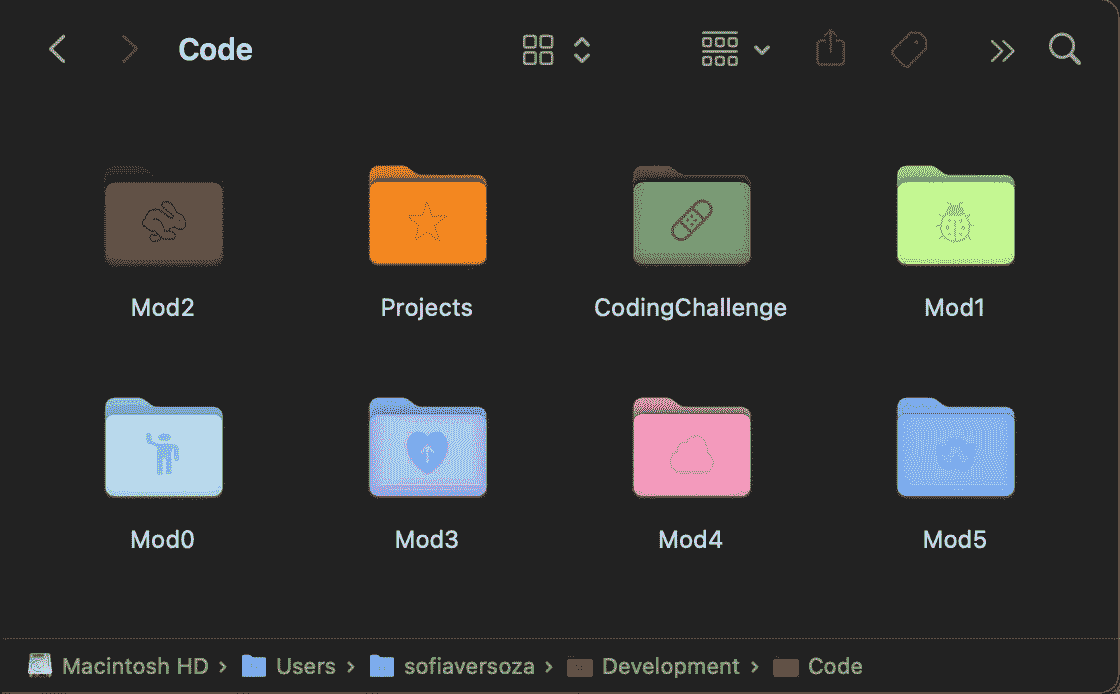 Code
Mod2 Projects CodingChallenge Mod1
Mod0 Mod3 Mod4 Mod5
Macintosh HD › Users › sofiaversoza › Development › Code